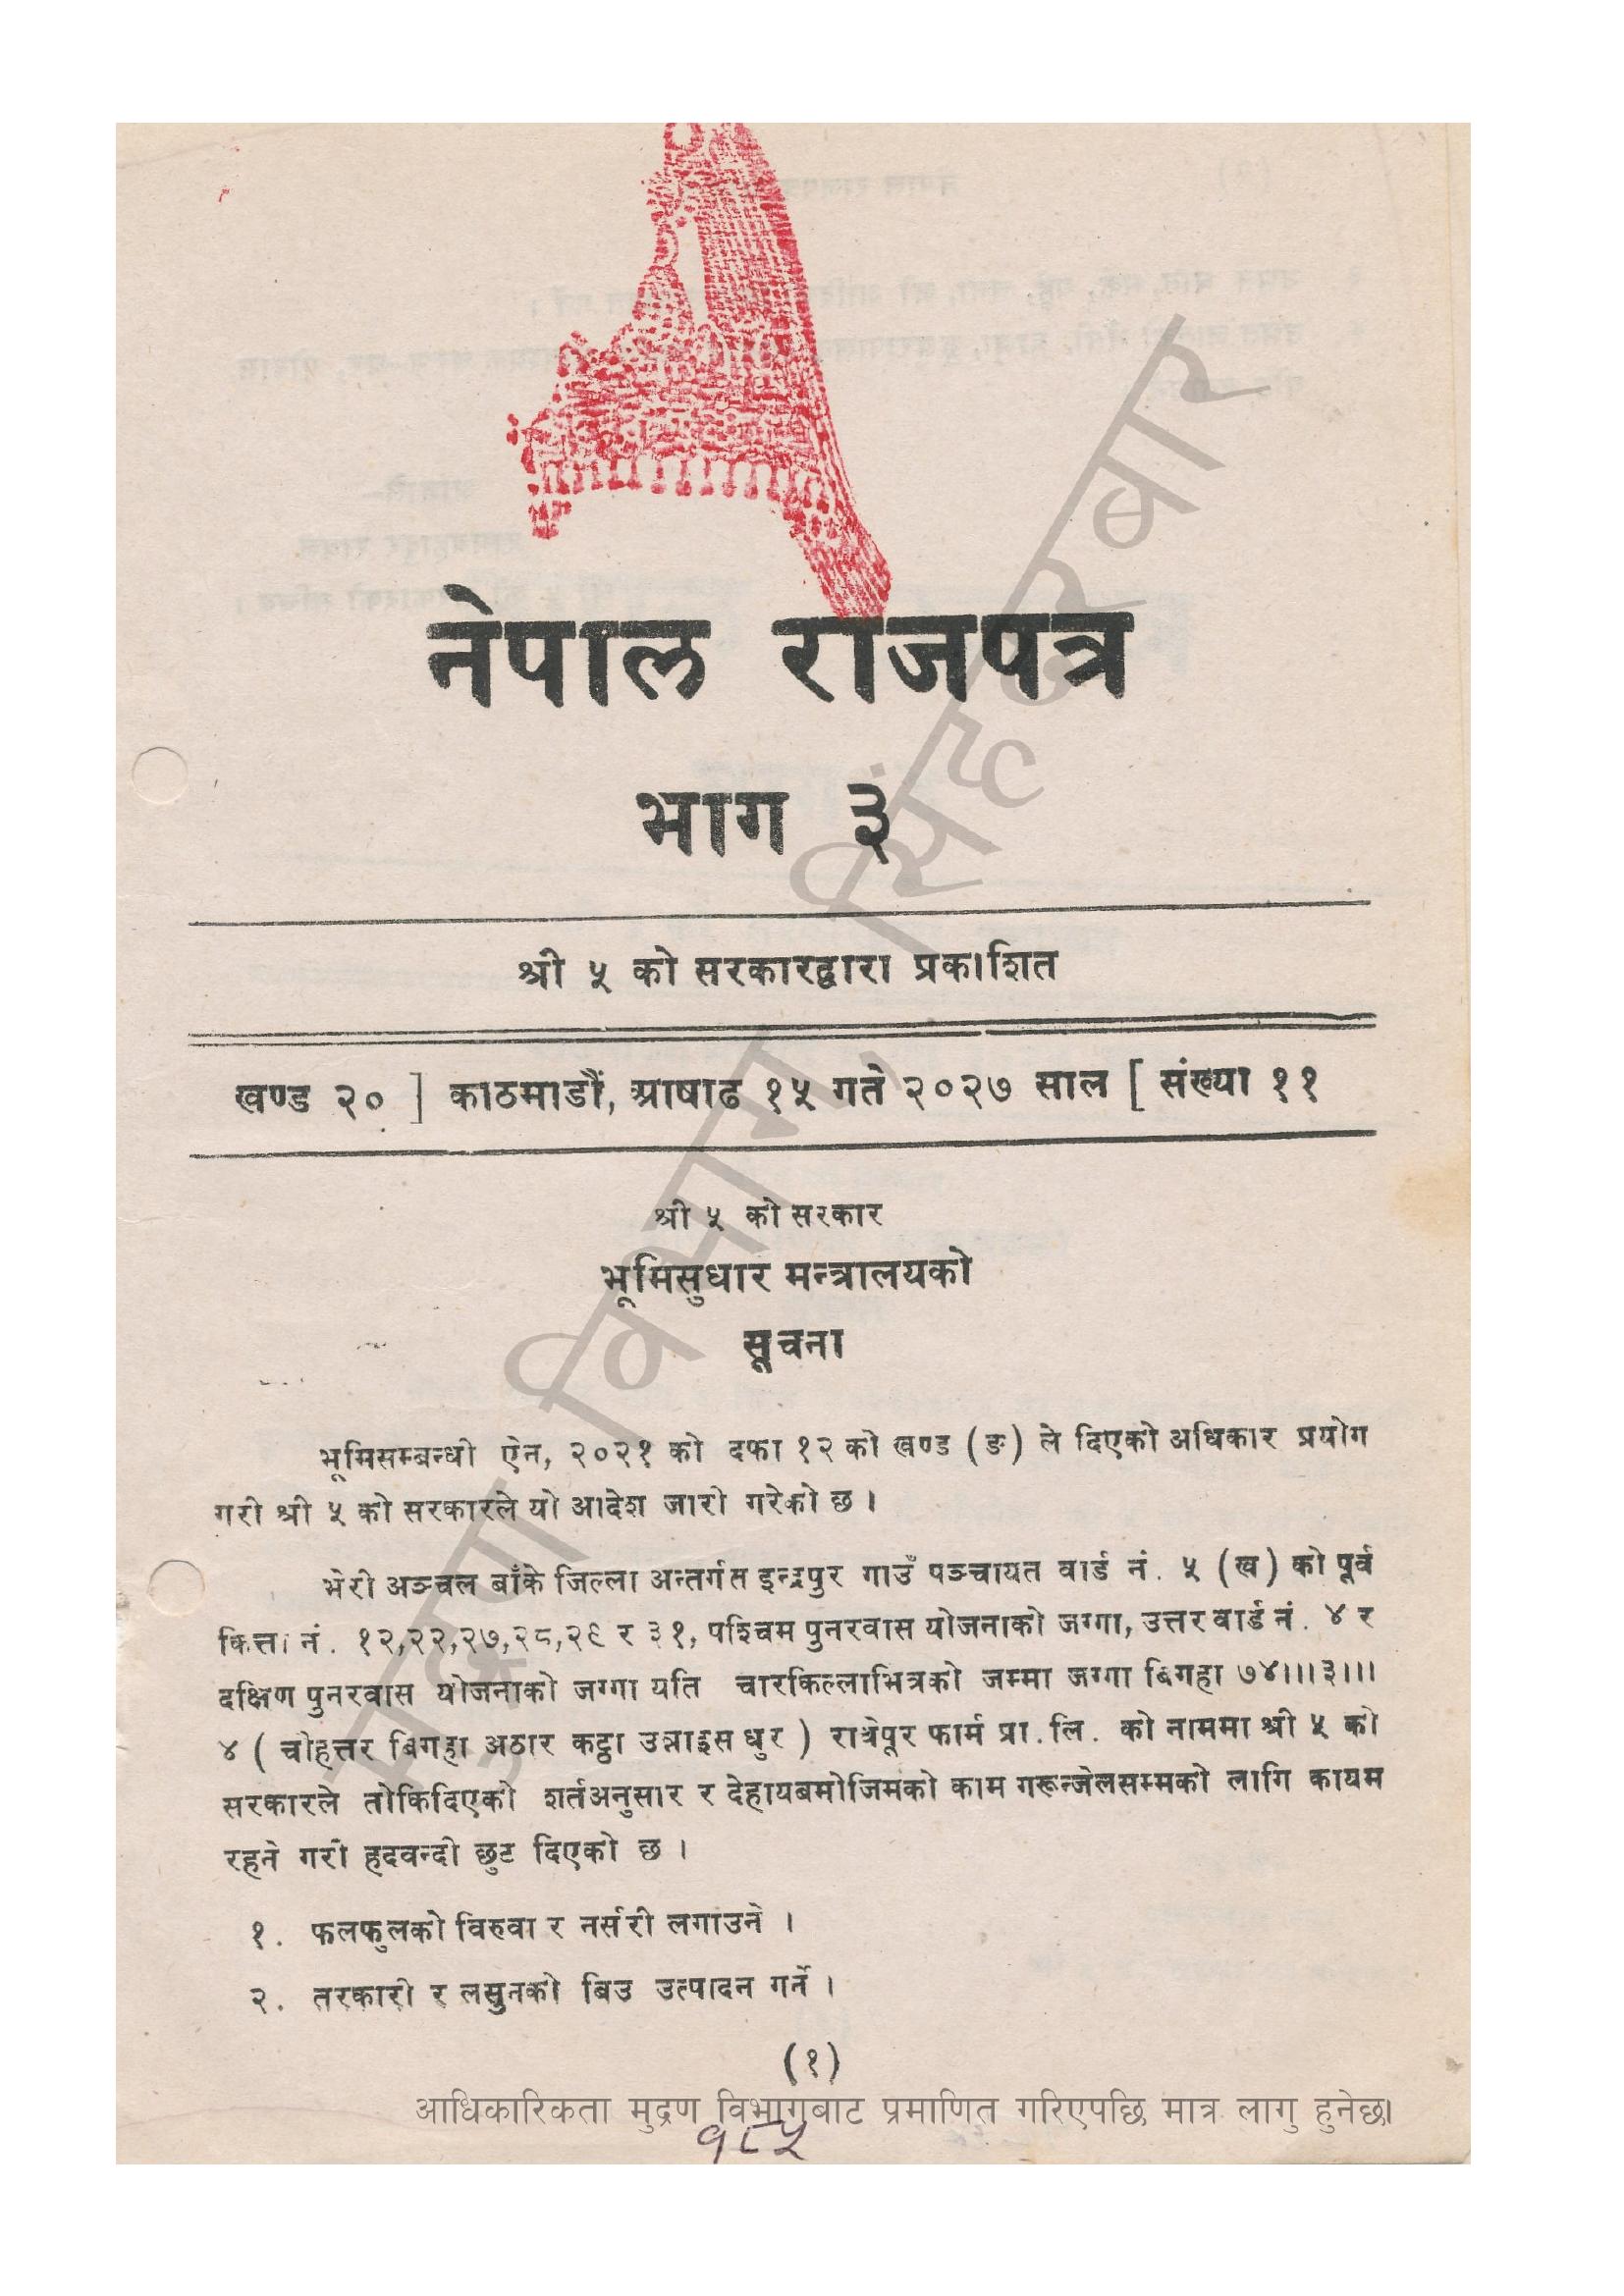 नेपाल राजपत्र
भाग ३
श्री ५ को सरकारद्वारा प्रकाशित
खण्ड २० ] काठमाडौं, आषाढ १५ गते २०२७ साल [ संख्या ११
श्री ५ को सरकार
भूमिसुधार मन्त्रालयको
सूचना
भूमिसम्बन्धी ऐन, २०२१ को दफा १२ को खण्ड (ङ) ले दिएको अधिकार प्रयोग
गरी श्री ५ को सरकारले यो आदेश जारी गरेको छ ।
भेरी अञ्चल बाँके जिल्ला अन्तर्गत इन्द्रपुर गाउँ पञ्चायत वार्ड नं. ५ (ख) को पूर्व
कित्ता नं. १२,२२,२७,२८,२९ र ३१, पश्चिम पुनरवास योजनाको जग्गा, उत्तर वार्ड नं. ४ र
दक्षिण पुनरवास योजनाको जग्गा यति चारकिल्लाभित्रको जम्मा जग्गा बिगहा ७४।।।३।।।
४ ( चौहत्तर बिगहा अठार कट्ठा उन्नाइस धुर ) रात्रेपूर फार्म प्रा. लि. को नाममा श्री ५ को
सरकारले तोकिदिएको शर्तअनुसार र देहायबमोजिमको काम गरून्जेलसम्मको लागि कायम
रहने गरी हदवन्दी छुट दिएको छ ।
१. फलफुलको विरुवा र नर्सरी लगाउने ।
२. तरकारी र लसुनको बिउ उत्पादन गर्ने ।
(१)
आधिकारिकता मुद्रण विभागबाट प्रमाणित गरिएपछि मात्र लागु हुनेछ।
१८५
मुद्रण विभाग, सिंहदरबार